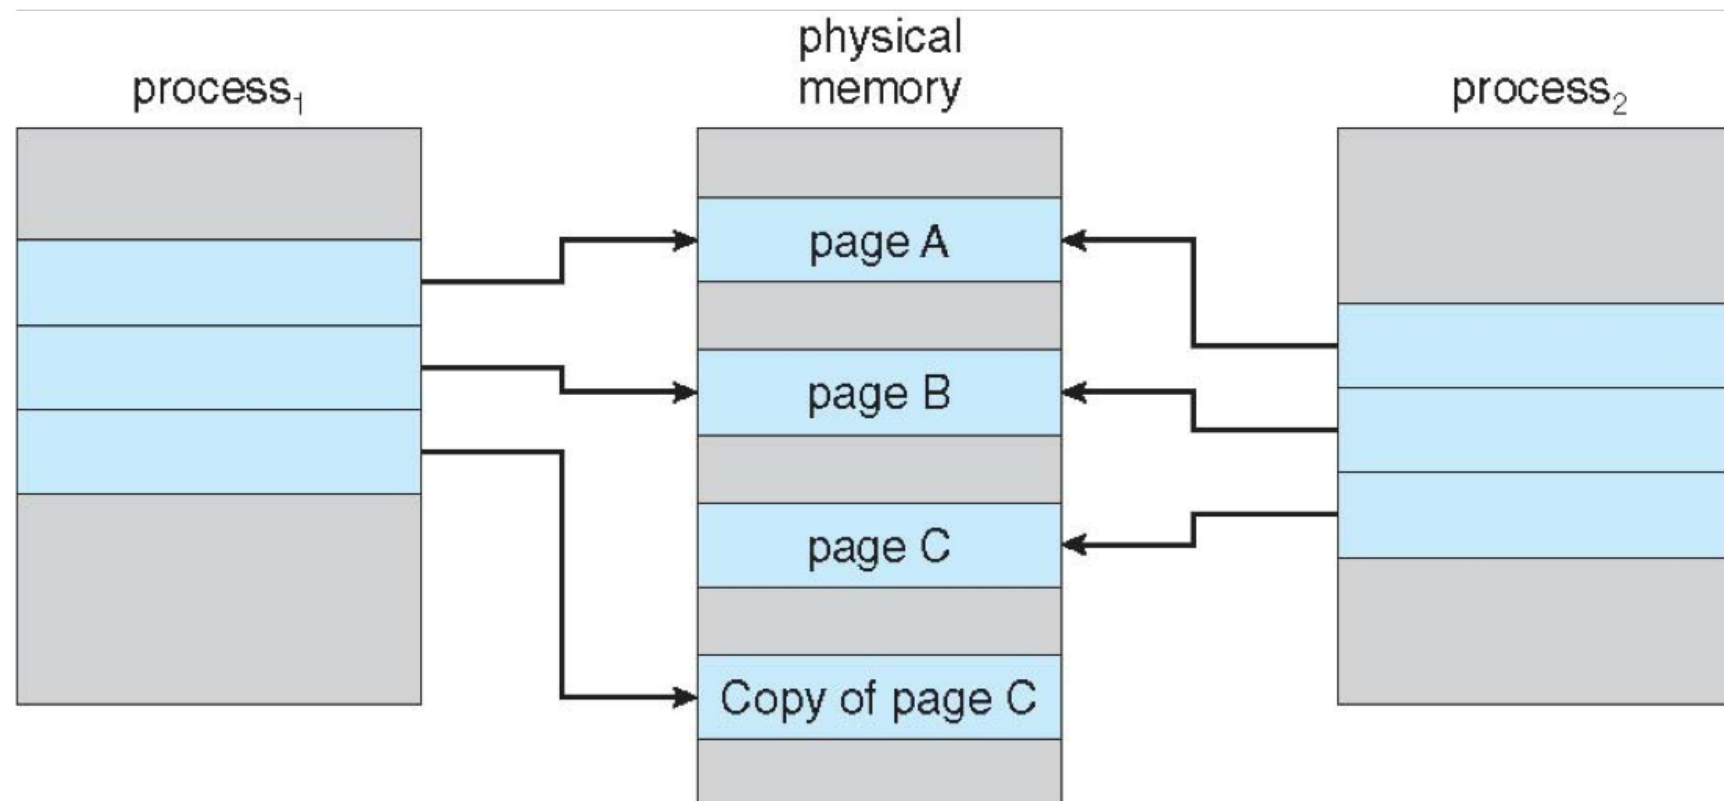 physical
memory
process₁
process₂
page A
page B
page C
Copy of page C